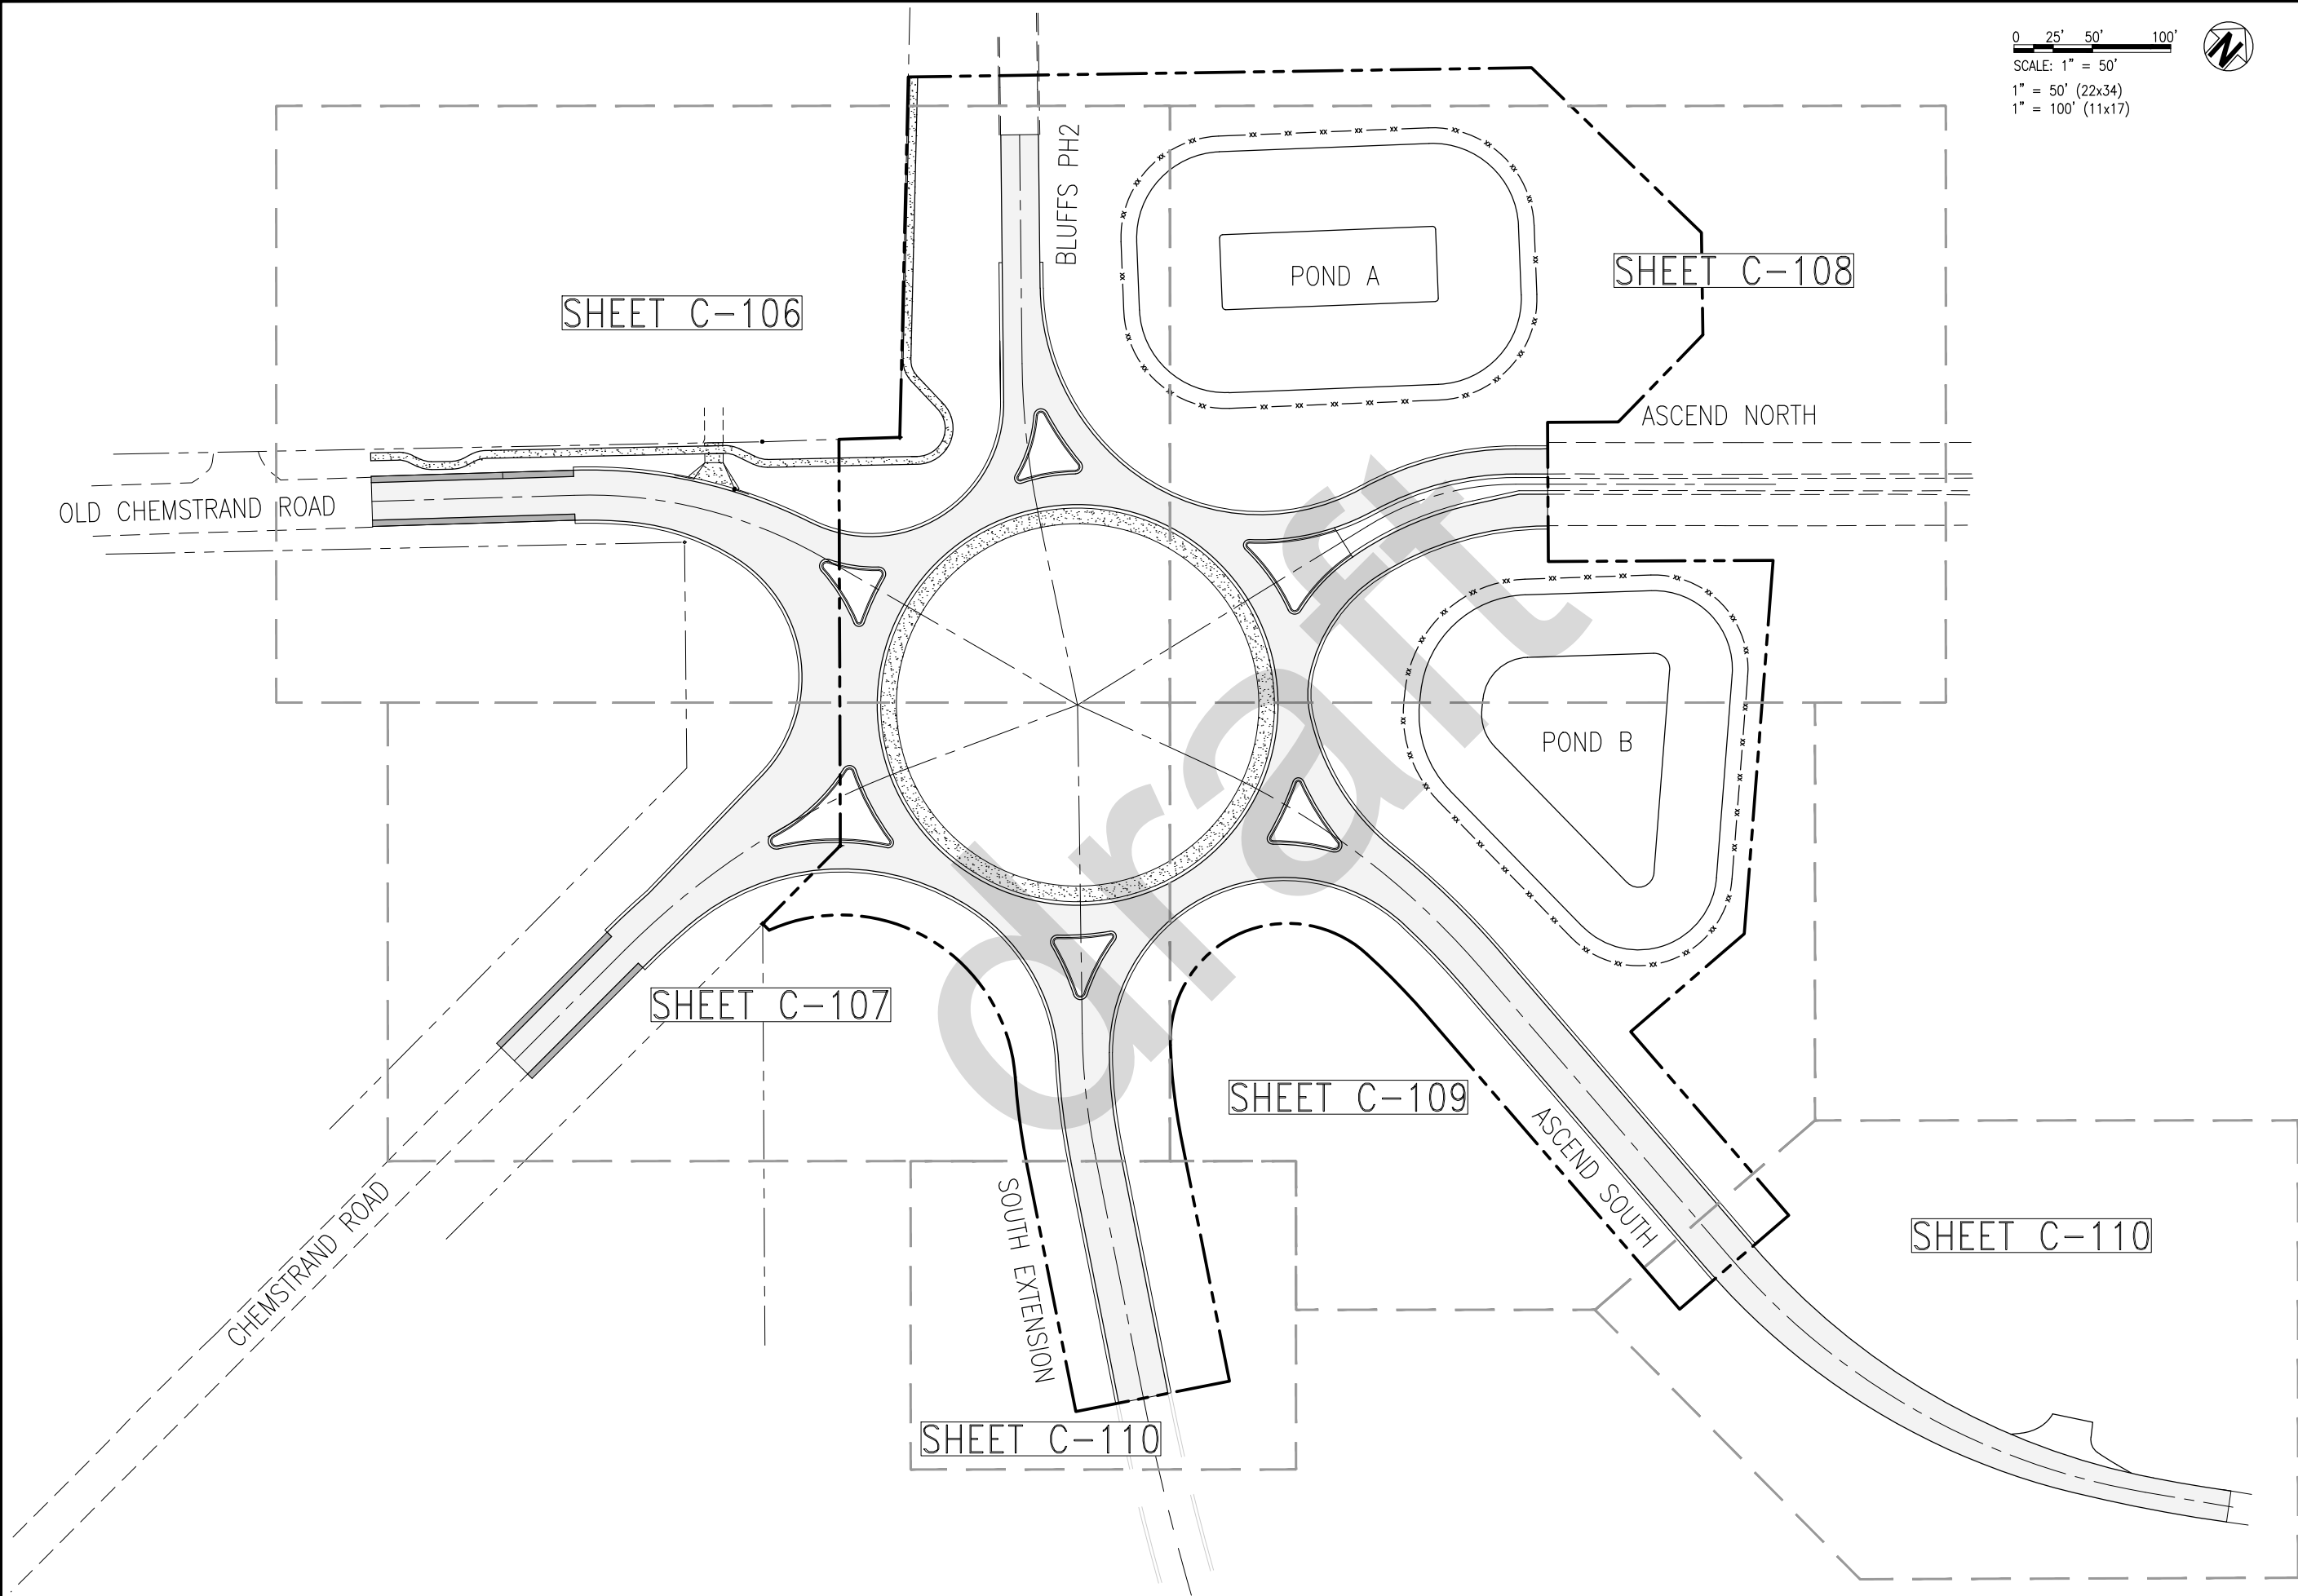 0 25' 50' 100'
SCALE: 1" = 50'
1" = 50' (22x34)
1" = 100' (11x17)
N
BLUFFS PH2
POND A
SHEET C-108
SHEET C-106
ASCEND NORTH
OLD CHEMSTRAND ROAD
POND B
draft
SHEET C-107
SHEET C-109
ASCEND SOUTH
SOUTH EXTENSION
CHEMSTRAND ROAD
SHEET C-110
SHEET C-110